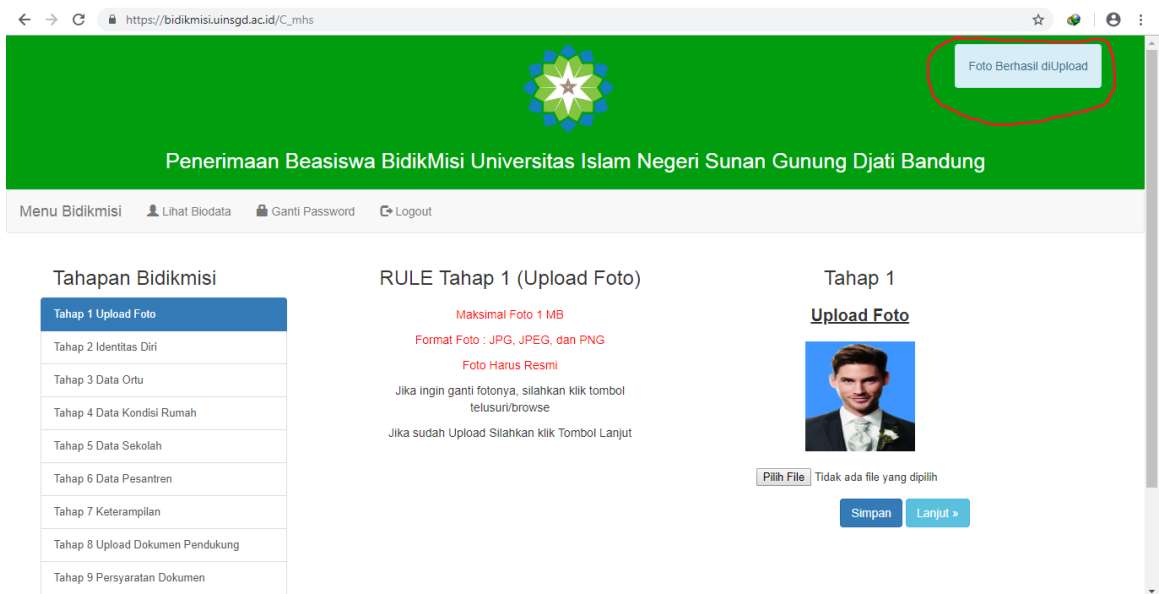 https://bidikmisi.uinsgd.ac.id/C_mhs
Foto Berhasil diUpload
Penerimaan Beasiswa BidikMisi Universitas Islam Negeri Sunan Gunung Djati Bandung
Menu Bidikmisi Lihat Biodata Ganti Password Logout
Tahapan Bidikmisi
Tahap 1 Upload Foto
Tahap 2 Identitas Diri
Tahap 3 Data Ortu
Tahap 4 Data Kondisi Rumah
Tahap 5 Data Sekolah
Tahap 6 Data Pesantren
Tahap 7 Keterampilan
Tahap 8 Upload Dokumen Pendukung
Tahap 9 Persyaratan Dokumen
RULE Tahap 1 (Upload Foto)
Maksimal Foto 1 MB
Format Foto : JPG, JPEG, dan PNG
Foto Harus Resmi
Jika ingin ganti fotonya, silahkan klik tombol
telusuri/browse
Jika sudah Upload Silahkan klik Tombol Lanjut
Tahap 1
Upload Foto
Pilih File Tidak ada file yang dipilih
Simpan Lanjut »